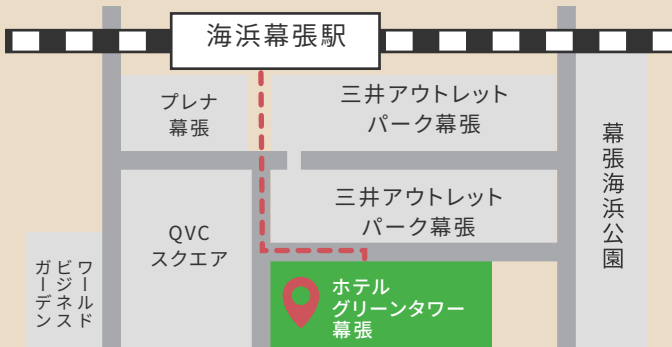 海浜幕張駅
プレナ
幕張
三井アウトレット
パーク幕張
幕張海浜公園
三井アウトレット
パーク幕張
QVC
スクエア
ワールド
ビジネス
ガーデン
ホテル
グリーンタワー
幕張